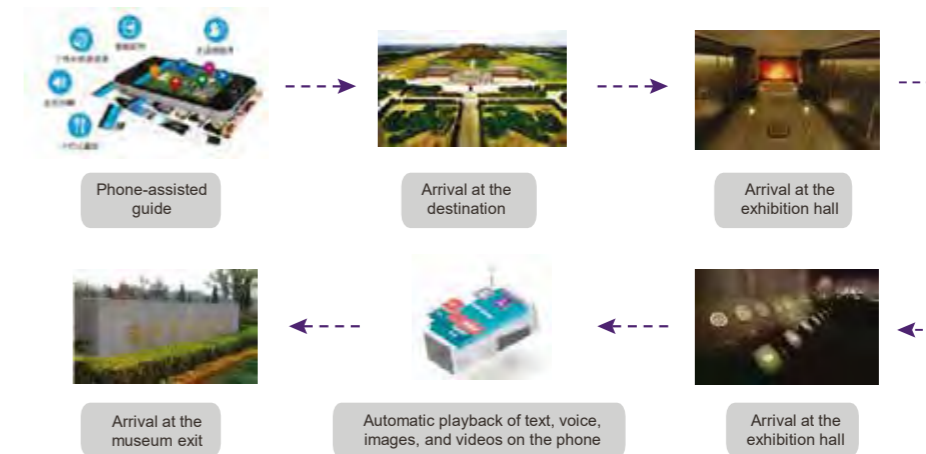 Phone-assisted
guide
Arrival at the
destination
Arrival at the
exhibition hall
Arrival at the
exhibition hall
Automatic playback of text, voice,
images, and videos on the phone
Arrival at the
museum exit